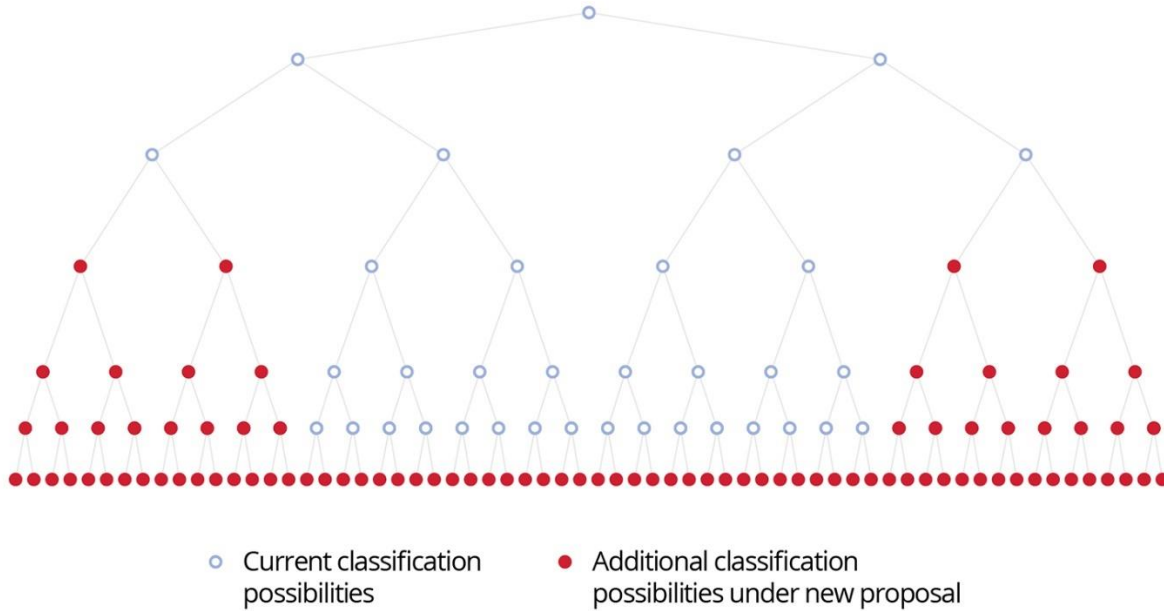 Current classification
possibilities
Additional classification
possibilities under new proposal